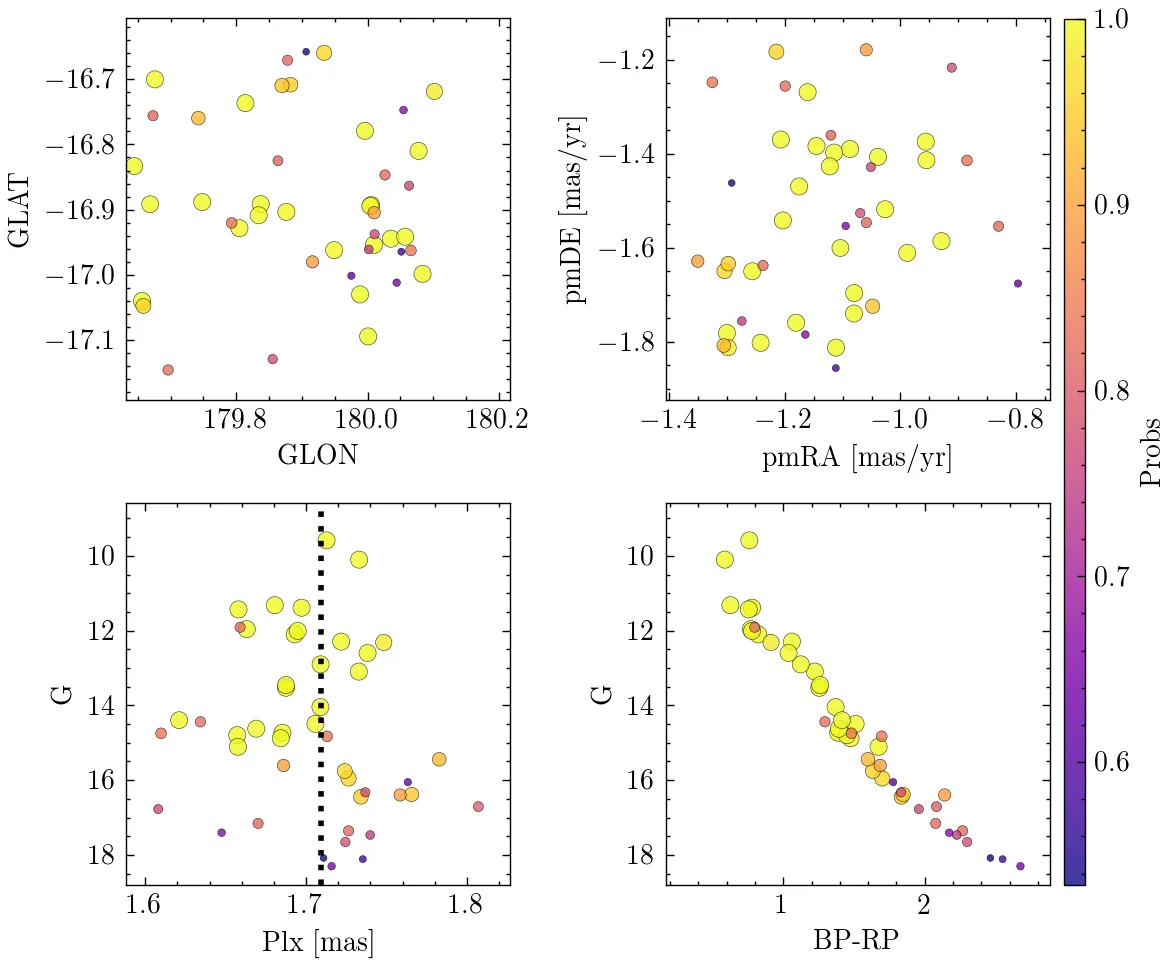 −16.7
−16.8
−16.9
−17.0
−17.1
GLAT
179.8 180.0 180.2
GLON
−1.2
−1.4
−1.6
−1.8
pmDE [mas/yr]
−1.4 −1.2 −1.0 −0.8
pmRA [mas/yr]
1.0
0.9
0.8
0.7
0.6
Probs
10
12
14
16
18
G
1.6 1.7 1.8
Plx [mas]
10
12
14
16
18
G
1 2
BP-RP